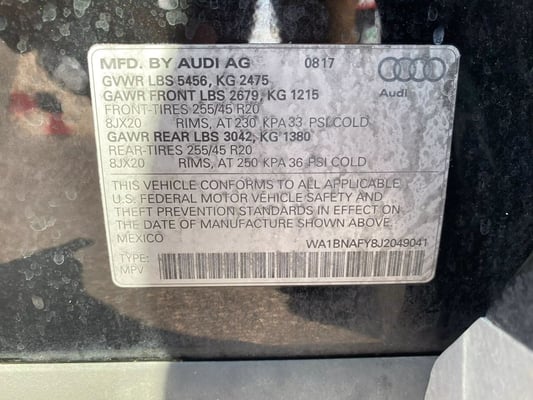 MFD. BY AUDI AG 08 17
GVWR LBS 5456, KG 2475
GAWR FRONT LBS 2679, KG 1215
Audi
FRONT-TIRES 255/45 R20
8JX20 RIMS, AT 230 KPA 33 PSI COLD
GAWR REAR LBS 3042, KG 1380
REAR-TIRES 255/45 R20
8JX20 RIMS, AT 250 KPA 36 PSI COLD
THIS VEHICLE CONFORMS TO ALL APPLICABLE
U.S. FEDERAL MOTOR VEHICLE SAFETY AND
THEFT PREVENTION STANDARDS IN EFFECT ON
THE DATE OF MANUFACTURE SHOWN ABOVE.
MEXICO WA1BNAFY8J2049041
TYPE:
MPV